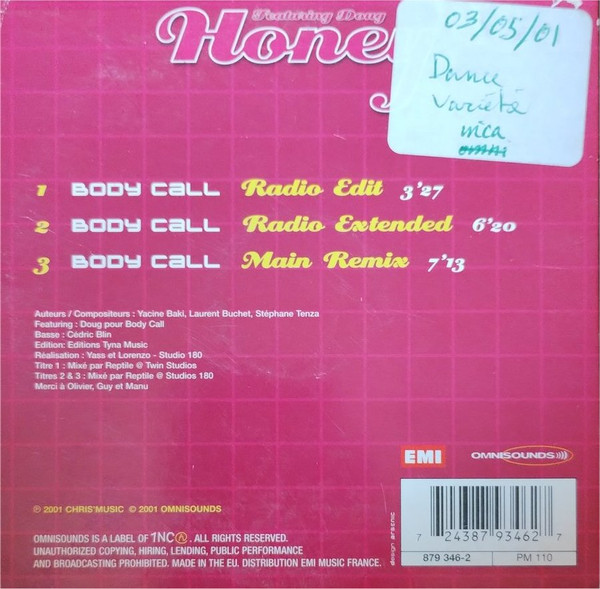 Featuring Doug
Hone
03/05/01
Dance
Variété
mca
omni
1 BODY CALL Radio Edit 3'27
2 BODY CALL Radio Extended 6'20
3 BODY CALL Main Remix 7'13
Auteurs / Compositeurs : Yacine Baki, Laurent Buchet, Stéphane Tenza
Featuring : Doug pour Body Call
Basse : Cédric Blin
Edition: Editions Tyna Music
Réalisation : Yass et Lorenzo - Studio 180
Titre 1 : Mixé par Reptile @ Twin Studios
Titres 2 & 3 : Mixé par Reptile @ Studios 180
Merci à Olivier, Guy et Manu
EMI OMNISOUNDS
℗ 2001 CHRIS'MUSIC © 2001 OMNISOUNDS
OMNISOUNDS IS A LABEL OF 1NC. ALL RIGHTS RESERVED.
UNAUTHORIZED COPYING, HIRING, LENDING, PUBLIC PERFORMANCE
AND BROADCASTING PROHIBITED. MADE IN THE EU. DISTRIBUTION EMI MUSIC FRANCE.
design arsenic
7 24387 93462 7
879 346-2 PM 110